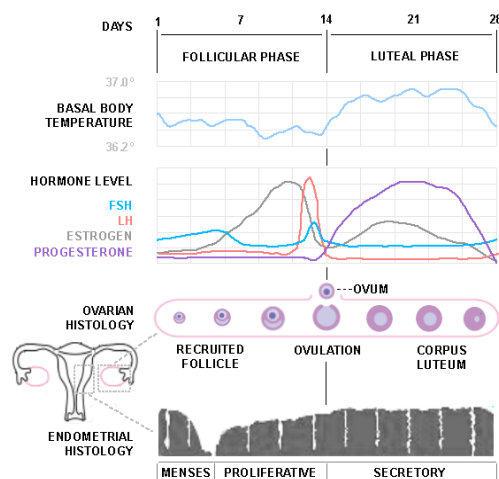 DAYS
1 7 14 21 28
FOLLICULAR PHASE LUTEAL PHASE
37.0°
BASAL BODY
TEMPERATURE
36.2°
HORMONE LEVEL
FSH
LH
ESTROGEN
PROGESTERONE
OVUM
OVARIAN
HISTOLOGY
RECRUITED
FOLLICLE
OVULATION
CORPUS
LUTEUM
ENDOMETRIAL
HISTOLOGY
MENSES PROLIFERATIVE SECRETORY